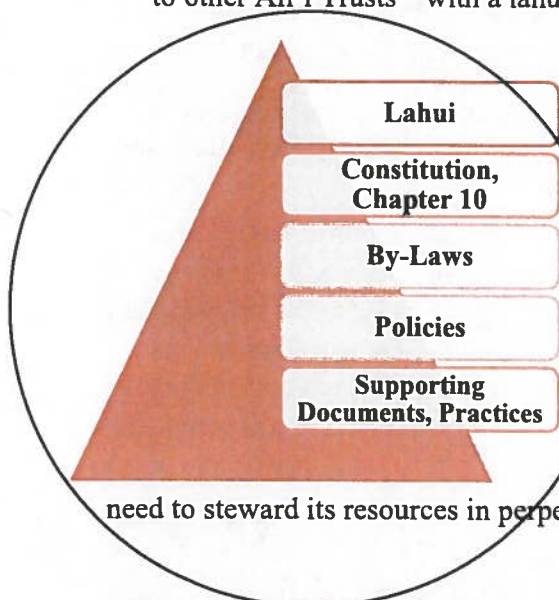 to other Ali'i Trusts – with a land
Lahui
Constitution,
Chapter 10
By-Laws
Policies
Supporting
Documents, Practices
need to steward its resources in perpe